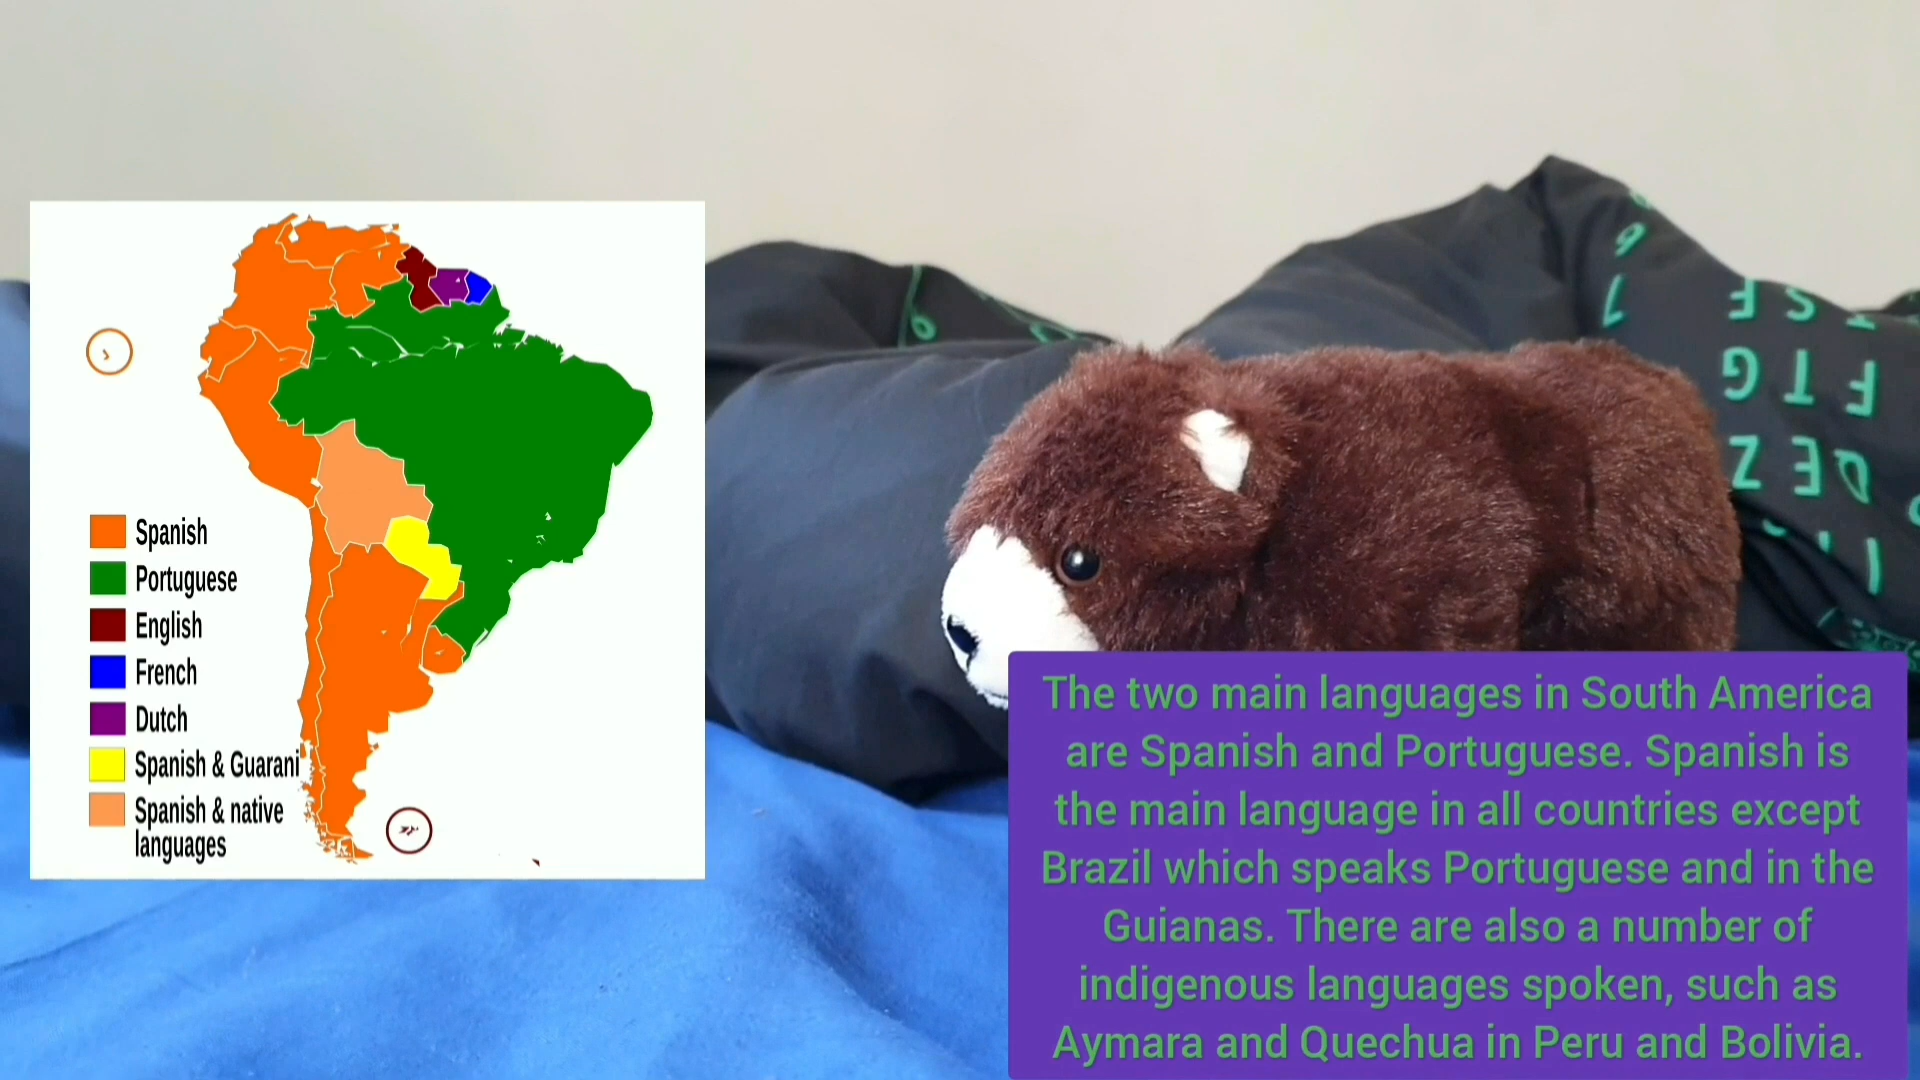 Spanish
Portuguese
English
French
Dutch
Spanish & Guarani
Spanish & native
languages
The two main languages in South America
are Spanish and Portuguese. Spanish is
the main language in all countries except
Brazil which speaks Portuguese and in the
Guianas. There are also a number of
indigenous languages spoken, such as
Aymara and Quechua in Peru and Bolivia.